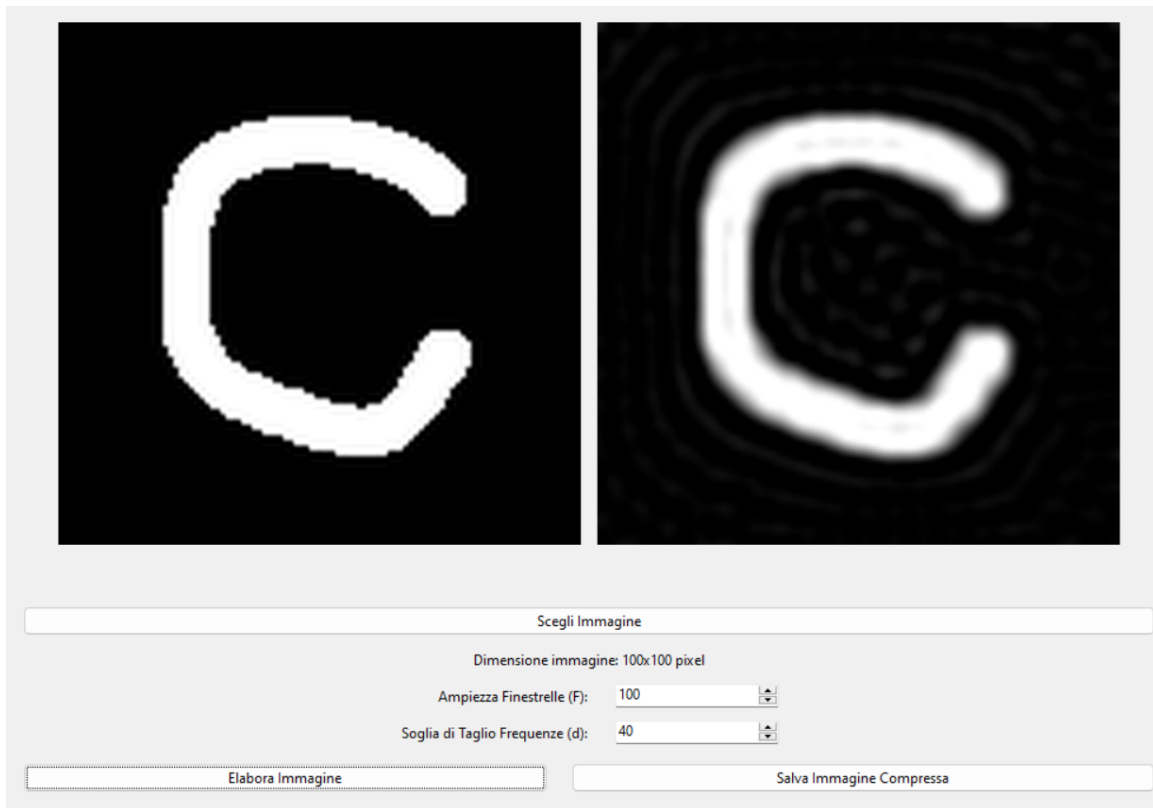 Scegli Immagine
Dimensione immagine: 100x100 pixel
Ampiezza Finestrelle (F): 100
Soglia di Taglio Frequenze (d): 40
Elabora Immagine Salva Immagine Compressa